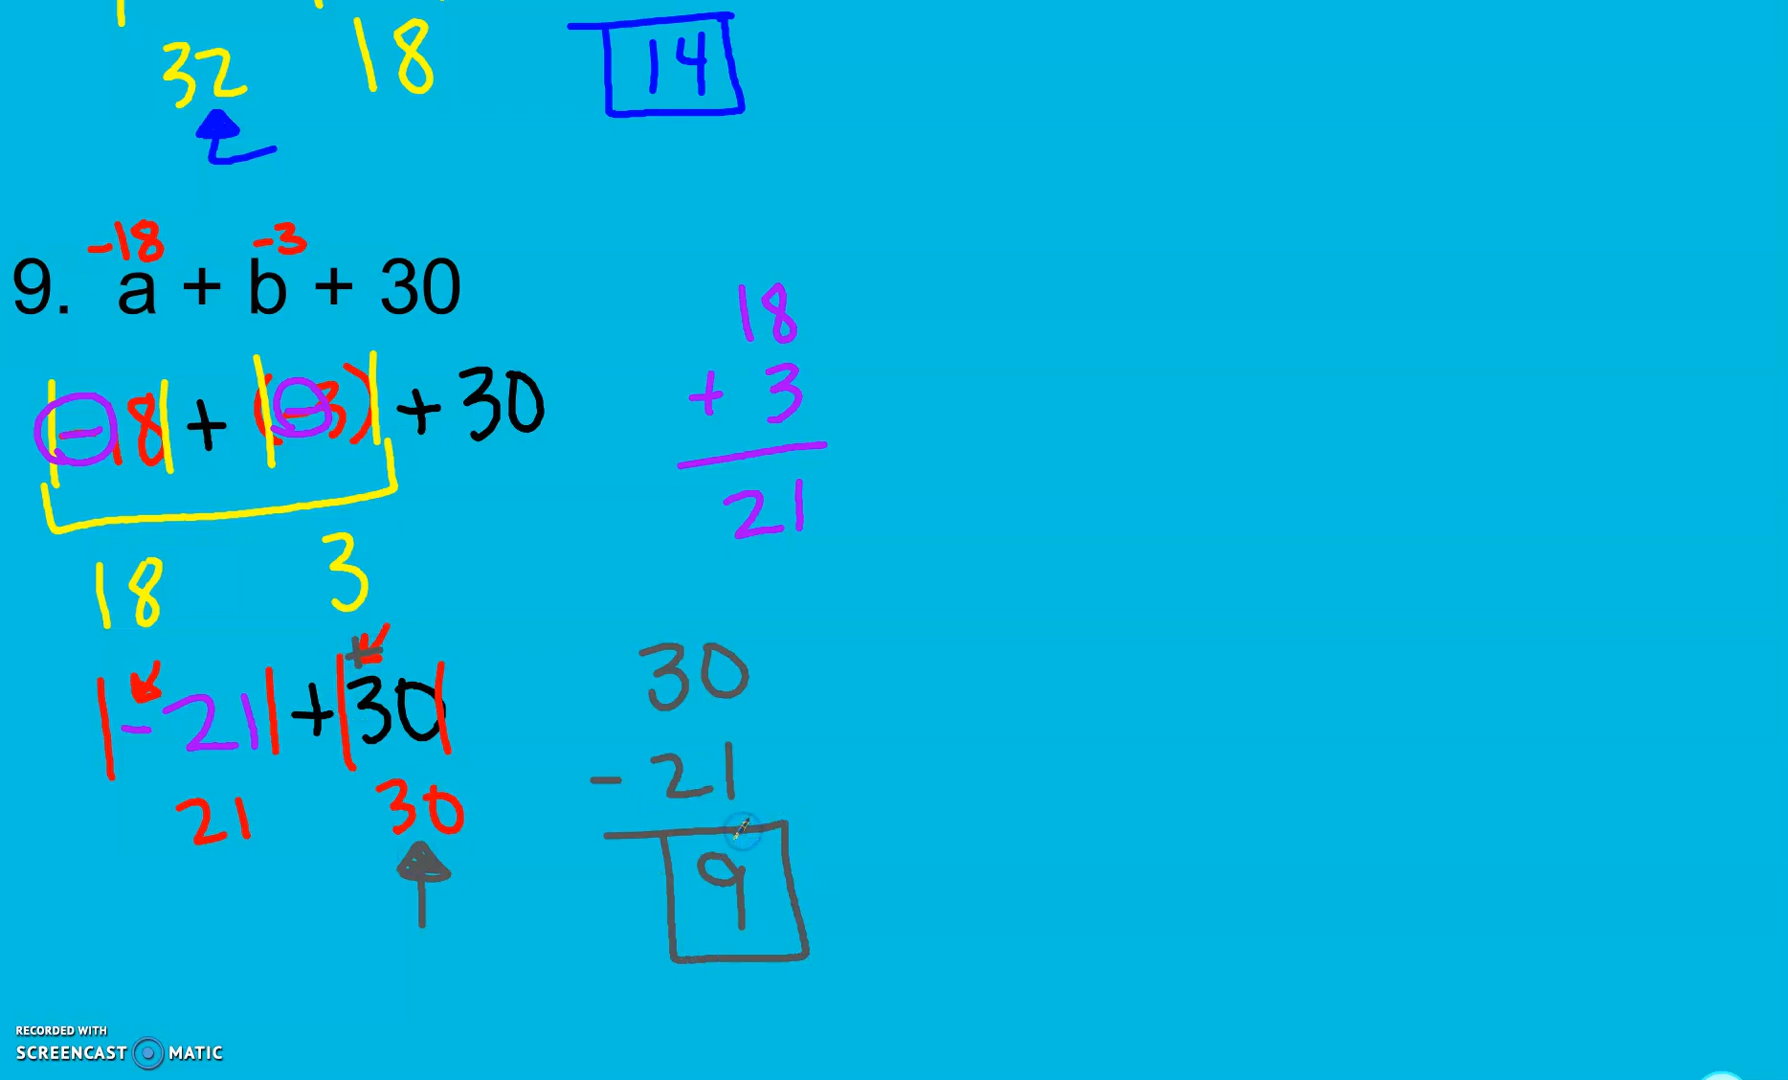 32 18 14
-18 -3
9. a + b + 30
|-18| + |(-3)| + 30
18
+ 3
21
18 3
+
|-21| + |30|
21 30
30
- 21
9
RECORDED WITH
SCREENCAST MATIC